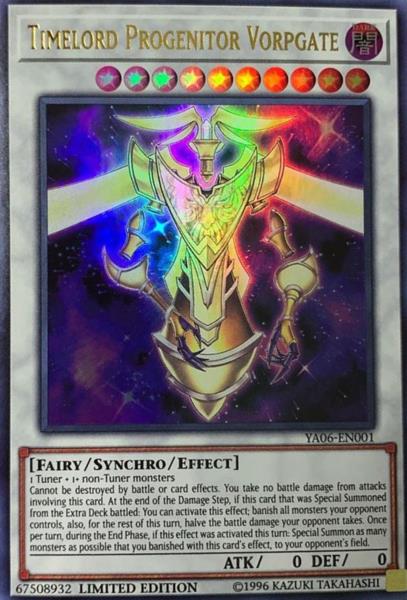 TIMELORD PROGENITOR VORPGATE
DARK
闇
YA06-EN001
[FAIRY/SYNCHRO/EFFECT]
1 Tuner + 1+ non-Tuner monsters
Cannot be destroyed by battle or card effects. You take no battle damage from attacks
involving this card. At the end of the Damage Step, if this card that was Special Summoned
from the Extra Deck battled: You can activate this effect; banish all monsters your opponent
controls, also, for the rest of this turn, halve the battle damage your opponent takes. Once
per turn, during the End Phase, if this effect was activated this turn: Special Summon as many
monsters as possible that you banished with this card's effect, to your opponent's field.
ATK/ 0 DEF/ 0
67508932 LIMITED EDITION ©1996 KAZUKI TAKAHASHI